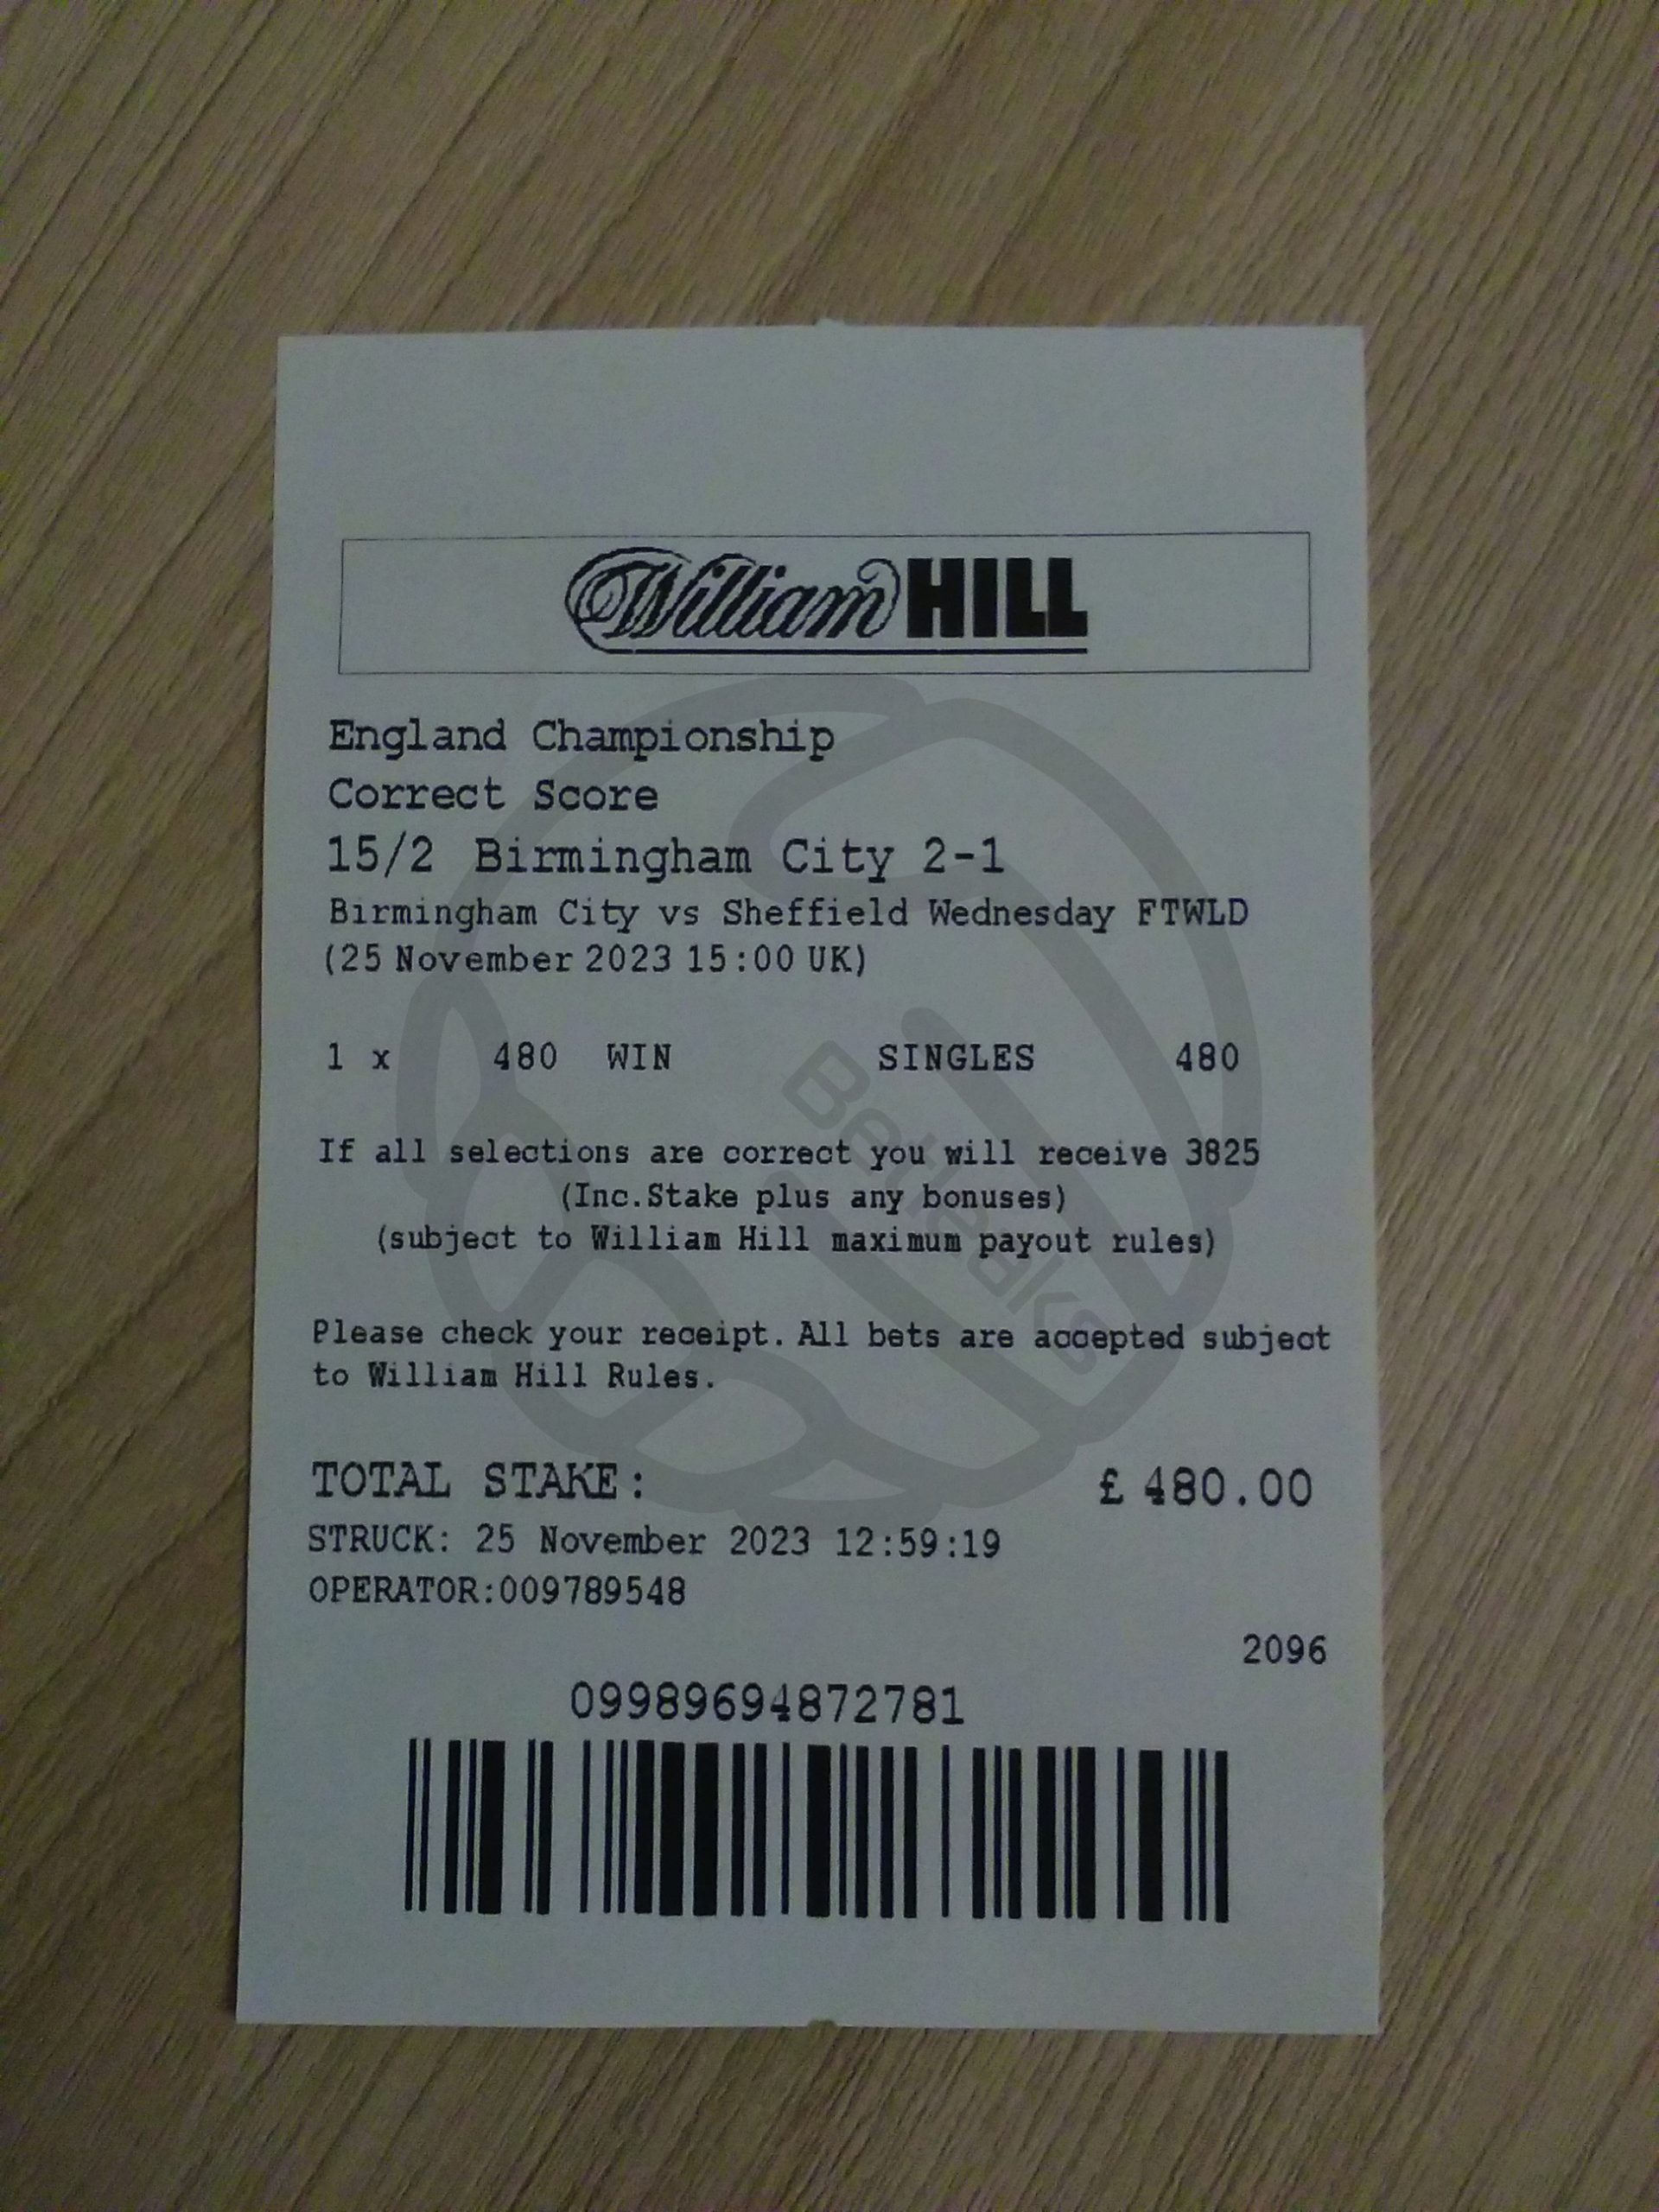 William HILL
England Championship
Correct Score
15/2 Birmingham City 2-1
Birmingham City vs Sheffield Wednesday FTWLD
(25 November 2023 15:00 UK)
1 x 480 WIN SINGLES 480
If all selections are correct you will receive 3825
(Inc.Stake plus any bonuses)
(subject to William Hill maximum payout rules)
Please check your receipt. All bets are accepted subject
to William Hill Rules.
TOTAL STAKE: £ 480.00
STRUCK: 25 November 2023 12:59:19
OPERATOR:009789548
2096
09989694872781